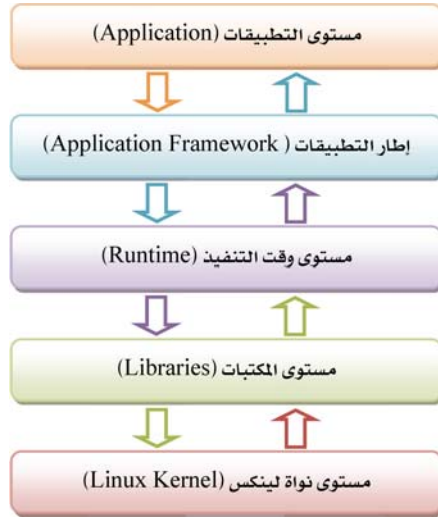 مستوى التطبيقات (Application)
إطار التطبيقات ( Application Framework)
مستوى وقت التنفيذ (Runtime)
مستوى المكتبات (Libraries)
مستوى نواة لينكس (Linux Kernel)